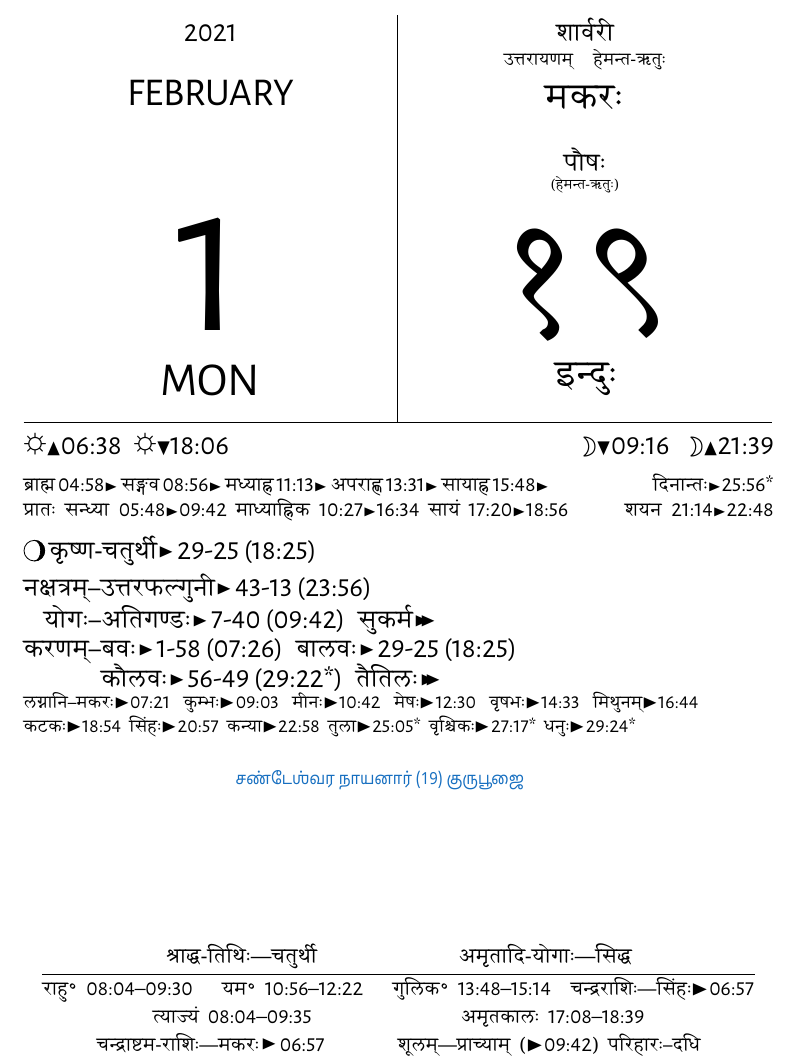 2021
FEBRUARY
1
MON
शार्वरी
उत्तरायणम् हेमन्त-ऋतुः
मकरः
पौषः
(हेमन्त-ऋतुः)
१९
इन्दुः
☼▲06:38 ☼▼18:06 ☽▼09:16 ☽▲21:39
ब्राह्म 04:58► सङ्गव 08:56► मध्याह्न 11:13► अपराह्ण 13:31► सायाह्न 15:48► दिनान्तः►25:56*
प्रातः सन्ध्या 05:48►09:42 माध्याह्निक 10:27►16:34 सायं 17:20►18:56 शयन 21:14►22:48
🌖कृष्ण-चतुर्थी► 29-25 (18:25)
नक्षत्रम्–उत्तरफल्गुनी► 43-13 (23:56)
योगः–अतिगण्डः► 7-40 (09:42) सुकर्म►►
करणम्–बवः►1-58 (07:26) बालवः►29-25 (18:25)
कौलवः►56-49 (29:22*) तैतिलः►►
लग्नानि–मकरः►07:21 कुम्भः►09:03 मीनः►10:42 मेषः►12:30 वृषभः►14:33 मिथुनम्►16:44
कटकः►18:54 सिंहः►20:57 कन्या►22:58 तुला►25:05* वृश्चिकः►27:17* धनुः►29:24*
சண்டேஶ்வர நாயனார் (19) குருபூஜை
श्राद्ध-तिथिः—चतुर्थी अमृतादि-योगाः—सिद्ध
राहु॰ 08:04–09:30 यम॰ 10:56–12:22 गुलिक॰ 13:48–15:14 चन्द्रराशिः—सिंहः►06:57
त्याज्यं 08:04–09:35 अमृतकालः 17:08–18:39
चन्द्राष्टम-राशिः—मकरः► 06:57 शूलम्—प्राच्याम् (►09:42) परिहारः–दधि